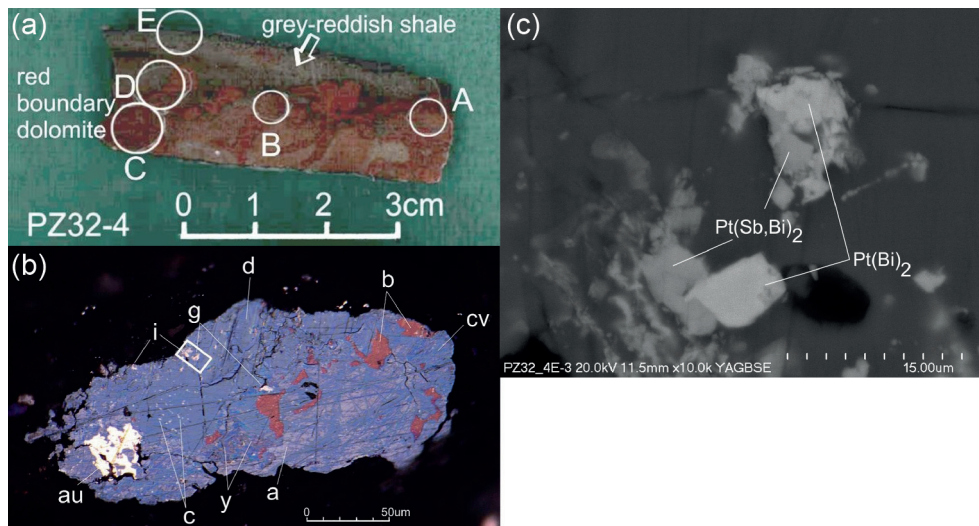 (a)
E
grey-reddish shale
red
boundary
dolomite
D
A
B
C
0 1 2 3cm
PZ32-4
(b)
d
b
g
cv
i
au
c
y
a
50um
(c)
Pt(Sb,Bi)2
Pt(Bi)2
PZ32_4E-3 20.0kV 11.5mm x10.0k YAGBSE
15.00um